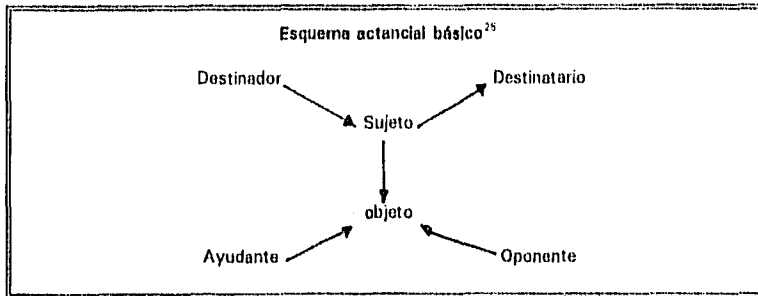 Esquema actancial básico²⁵
Destinador Destinatario
Sujeto
objeto
Ayudante Oponente